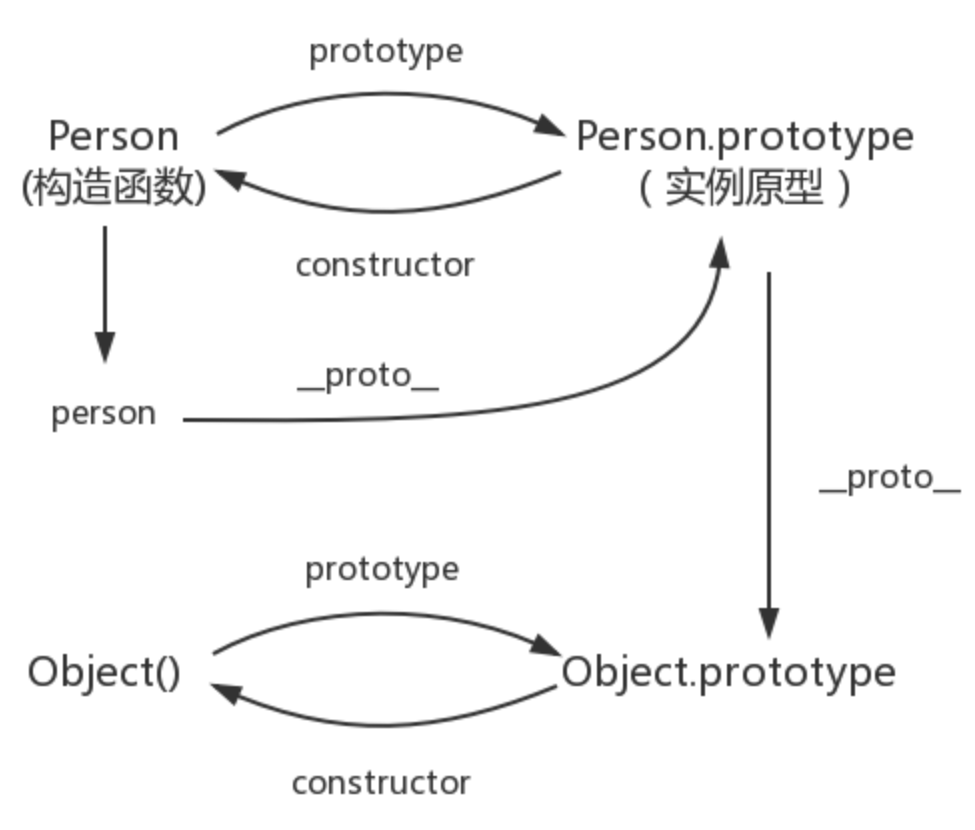 prototype
Person
Person.prototype
(构造函数)
（实例原型）
constructor
__proto__
person
__proto__
prototype
Object()
Object.prototype
constructor